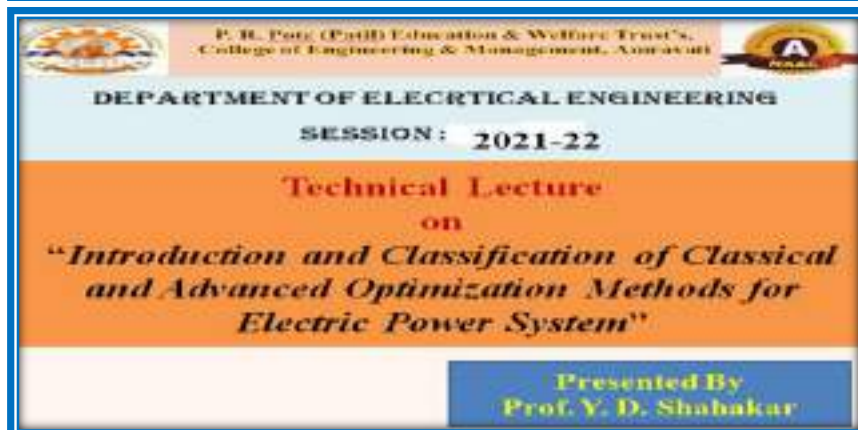 P. R. Pote (Patil) Education & Welfare Trust's,
College of Engineering & Management, Amravati
A
NAAC
DEPARTMENT OF ELECRTICAL ENGINEERING
SESSION : 2021-22
Technical Lecture
on
“Introduction and Classification of Classical
and Advanced Optimization Methods for
Electric Power System”
Presented By
Prof. Y. D. Shahakar